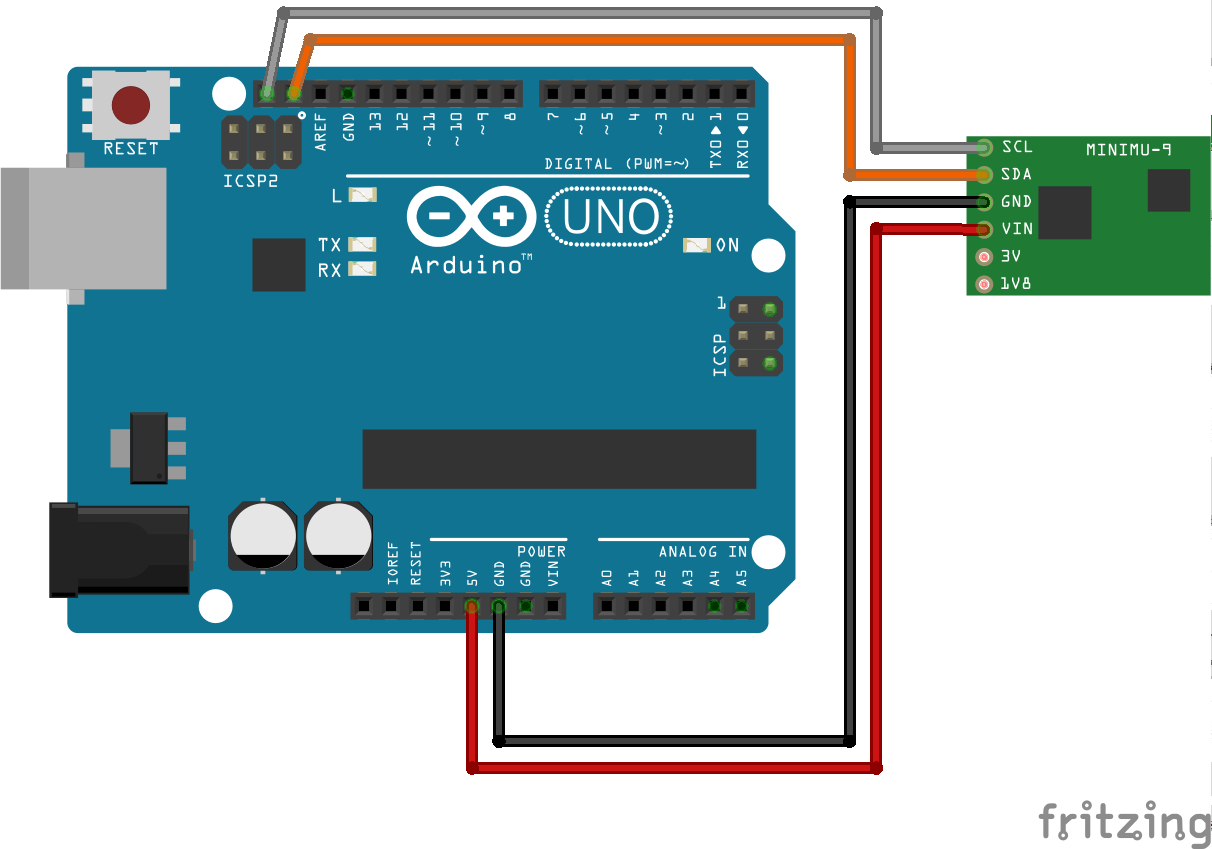 RESET
ICSP2
AREF
GND
13
12
~11
~10
~9
8
7
~6
~5
4
~3
2
TXO▶1
RXO◀0
DIGITAL (PWM=~)
L
TX
RX
UNO
Arduino™
ON
1
ICSP
SCL
SDA
GND
VIN
3V
1V8
MINIMU-9
IOREF
RESET
3V3
5V
GND
GND
VIN
POWER
ANALOG IN
A0
A1
A2
A3
A4
A5
fritzing